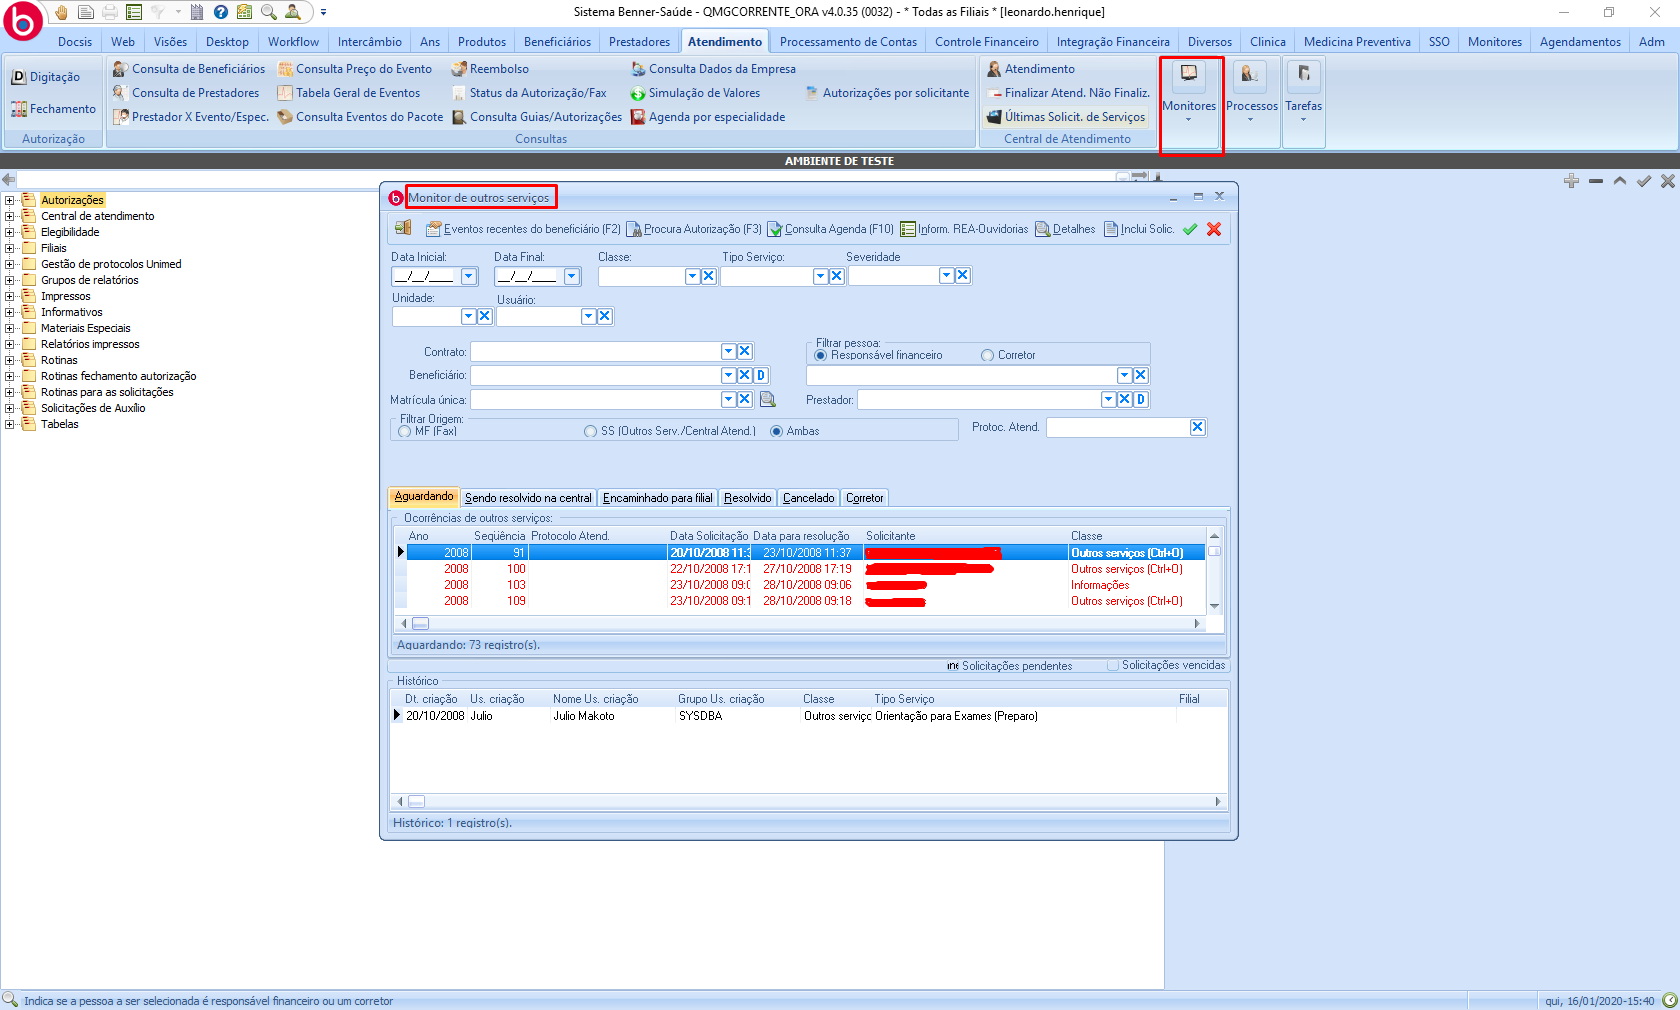 Sistema Benner-Saúde - QMGCORRENTE_ORA v4.0.35 (0032) - * Todas as Filiais * [leonardo.henrique]
Docsis Web Visões Desktop Workflow Intercâmbio Ans Produtos Beneficiários Prestadores Atendimento Processamento de Contas Controle Financeiro Integração Financeira Diversos Clinica Medicina Preventiva SSO Monitores Agendamentos Adm
Digitação
Fechamento
Autorização
Consulta de Beneficiários Consulta Preço do Evento Reembolso Consulta Dados da Empresa
Consulta de Prestadores Tabela Geral de Eventos Status da Autorização/Fax Simulação de Valores Autorizações por solicitante
Prestador X Evento/Espec. Consulta Eventos do Pacote Consulta Guias/Autorizações Agenda por especialidade
Consultas
Atendimento
Finalizar Atend. Não Finaliz.
Últimas Solicit. de Serviços
Central de Atendimento
Monitores Processos Tarefas
AMBIENTE DE TESTE
Autorizações
Central de atendimento
Elegibilidade
Filiais
Gestão de protocolos Unimed
Grupos de relatórios
Impressos
Informativos
Materiais Especiais
Relatórios impressos
Rotinas
Rotinas fechamento autorização
Rotinas para as solicitações
Solicitações de Auxílio
Tabelas
Monitor de outros serviços
Eventos recentes do beneficiário (F2) Procura Autorização (F3) Consulta Agenda (F10) Inform. REA-Ouvidorias Detalhes Inclui Solic.
Data Inicial: Data Final: Classe: Tipo Serviço: Severidade
__/__/____ __/__/____
Unidade: Usuário:
Contrato:
Filtrar pessoa:
Responsável financeiro Corretor
Beneficiário: D
Matrícula única: Prestador: D
Filtrar Origem:
MF (Fax) SS (Outros Serv./Central Atend.) Ambas
Protoc. Atend.
Aguardando Sendo resolvido na central Encaminhado para filial Resolvido Cancelado Corretor
Ocorrências de outros serviços:
Ano Seqüência Protocolo Atend. Data Solicitação Data para resolução Solicitante Classe
2008 91 20/10/2008 11:3 23/10/2008 11:37 Outros serviços (Ctrl+O)
2008 100 22/10/2008 17:1 27/10/2008 17:19 Outros serviços (Ctrl+O)
2008 103 23/10/2008 09:0 28/10/2008 09:06 Informações
2008 109 23/10/2008 09:1 28/10/2008 09:18 Outros serviços (Ctrl+O)
Aguardando: 73 registro(s).
Solicitações pendentes Solicitações vencidas
Histórico
Dt. criação Us. criação Nome Us. criação Grupo Us. criação Classe Tipo Serviço Filial
20/10/2008 Julio Julio Makoto SYSDBA Outros serviço Orientação para Exames (Preparo)
Histórico: 1 registro(s).
Indica se a pessoa a ser selecionada é responsável financeiro ou um corretor
qui, 16/01/2020-15:40